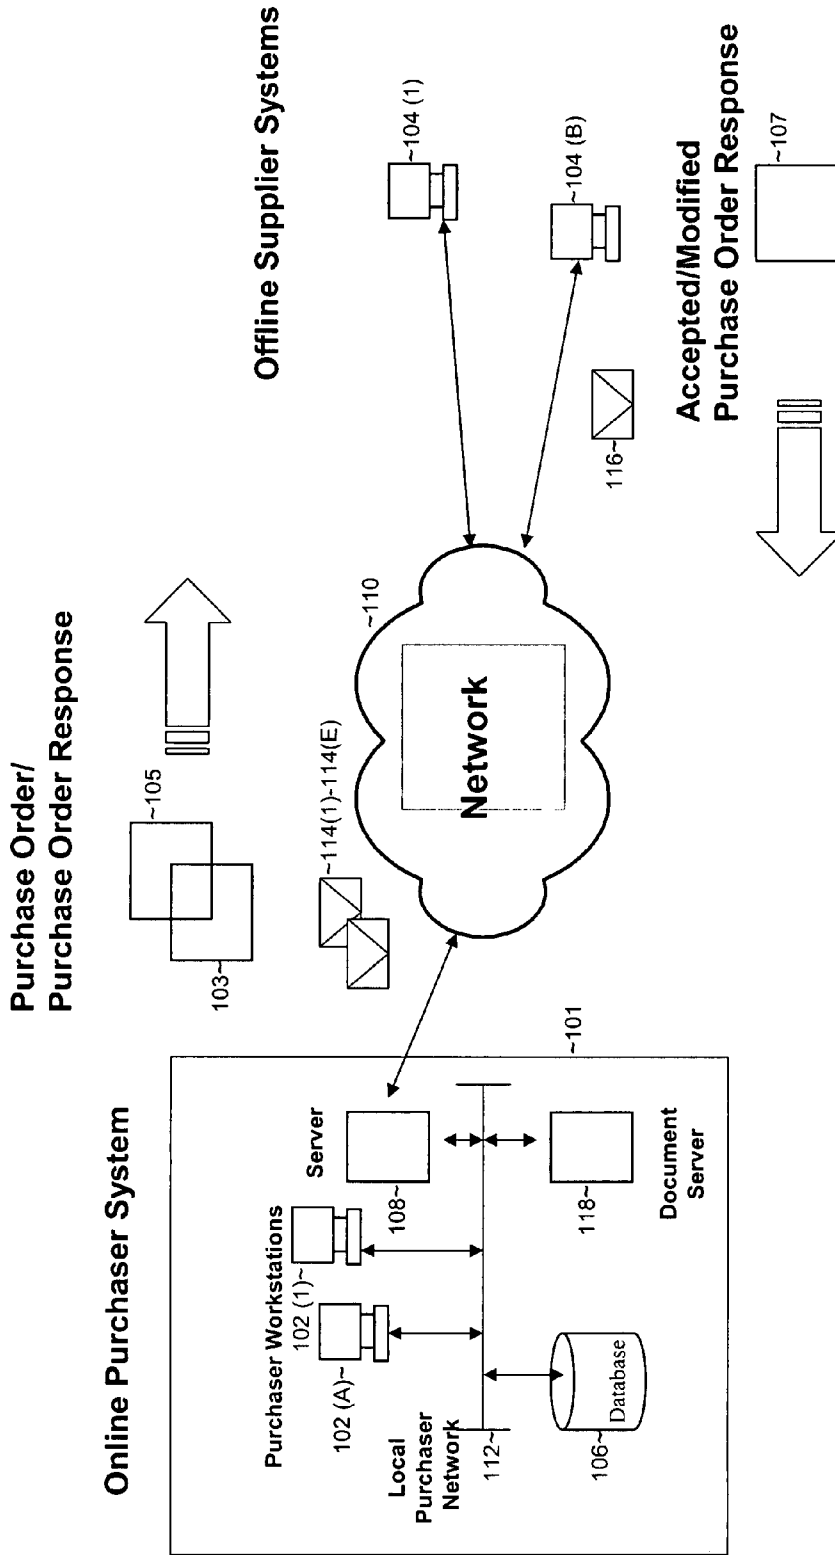 Online Purchaser System
Purchase Order/
Purchase Order Response
Offline Supplier Systems
Purchaser Workstations
102 (A)~
102 (1)~
Server
108~
Local
Purchaser
Network
112~
106~
Database
118~
Document
Server
~101
103~
~105
~114(1)-114(E)
~110
Network
~104 (1)
~104 (B)
116~
Accepted/Modified
Purchase Order Response
~107